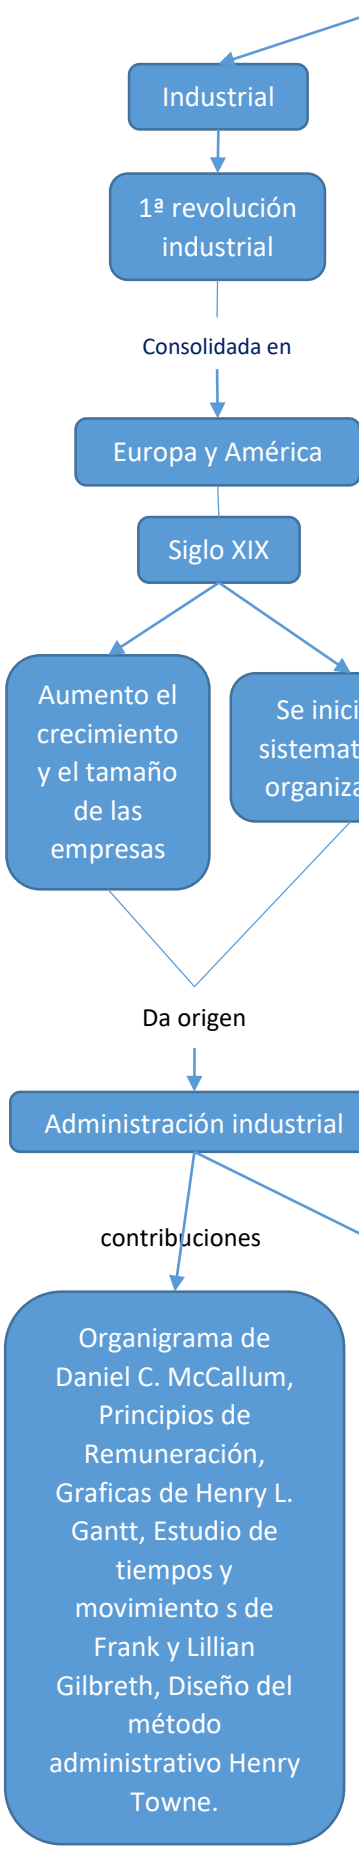 Industrial
1ª revolución
industrial
Consolidada en
Europa y América
Siglo XIX
Aumento el
crecimiento
y el tamaño
de las
empresas
Se
Da origen
Administración industrial
contribuciones
Organigrama de
Daniel C. McCallum,
Principios de
Remuneración,
Graficas de Henry L.
Gantt, Estudio de
tiempos y
movimiento s de
Frank y Lillian
Gilbreth, Diseño del
método
administrativo Henry
Towne.